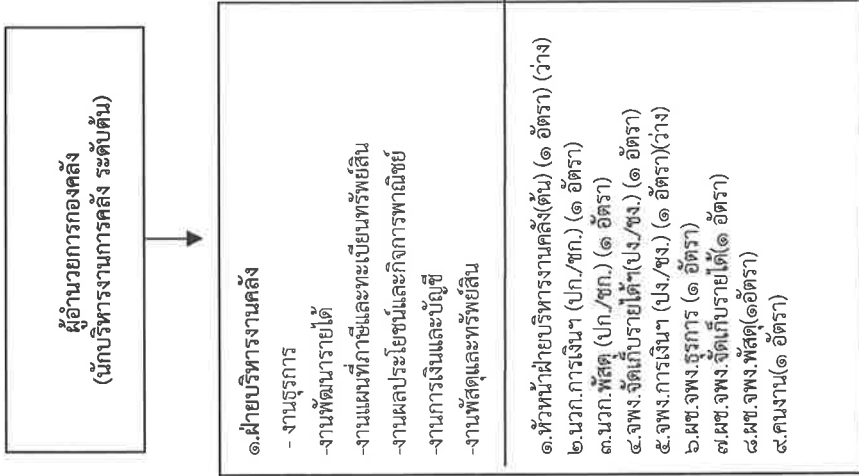 ผู้อำนวยการกองคลัง
(นักบริหารงานการคลัง ระดับต้น)
๑.ฝ่ายบริหารงานคลัง
- งานธุรการ
-งานพัฒนารายได้
-งานแผนที่ภาษีและทะเบียนทรัพย์สิน
-งานผลประโยชน์และกิจการพาณิชย์
-งานการเงินและบัญชี
-งานพัสดุและทรัพย์สิน
๑.หัวหน้าฝ่ายบริหารงานคลัง(ต้น) (๑ อัตรา) (ว่าง)
๒.นวก.การเงินฯ (ปก./ชก.) (๑ อัตรา)
๓.นวก.พัสดุ (ปก./ชก.) (๑ อัตรา)
๔.จพง.จัดเก็บรายได้ฯ(ปง./ชง.) (๑ อัตรา)
๕.จพง.การเงินฯ (ปง./ชง.) (๑ อัตรา)(ว่าง)
๖.ผช.จพง.ธุรการ (๑ อัตรา)
๗.ผช.จพง.จัดเก็บรายได้(๑ อัตรา)
๘.ผช.จพง.พัสดุ(๑อัตรา)
๙.คนงาน(๑ อัตรา)